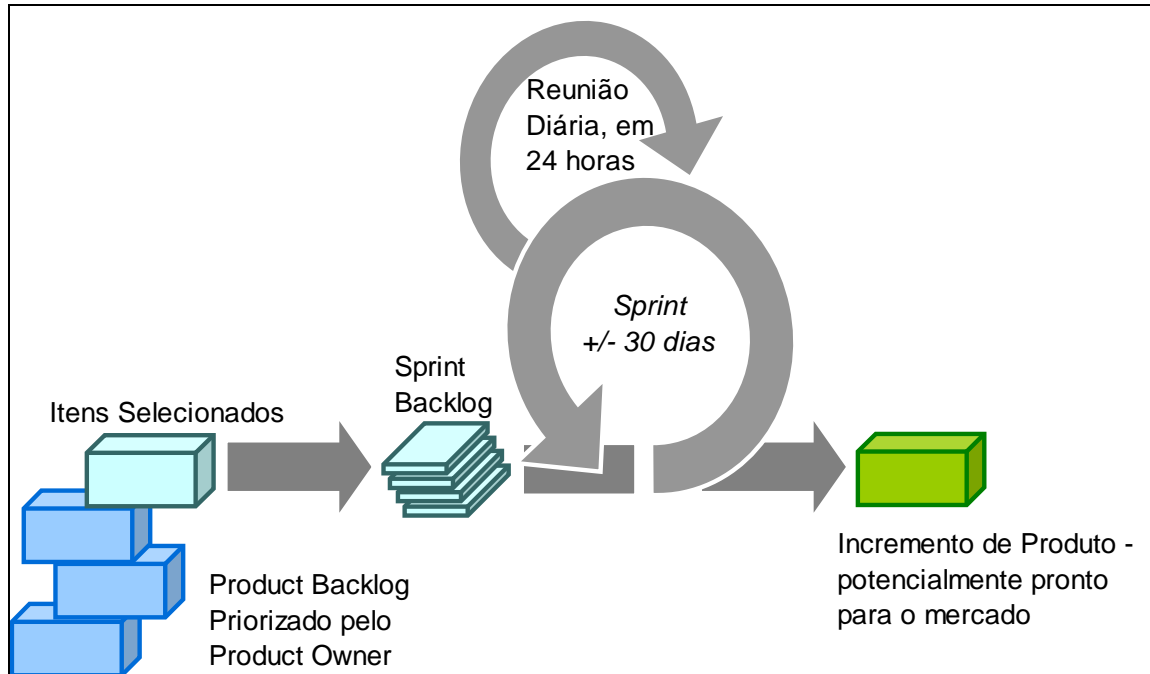 Reunião
Diária, em
24 horas
Sprint
+/- 30 dias
Sprint
Backlog
Itens Selecionados
Product Backlog
Priorizado pelo
Product Owner
Incremento de Produto -
potencialmente pronto
para o mercado